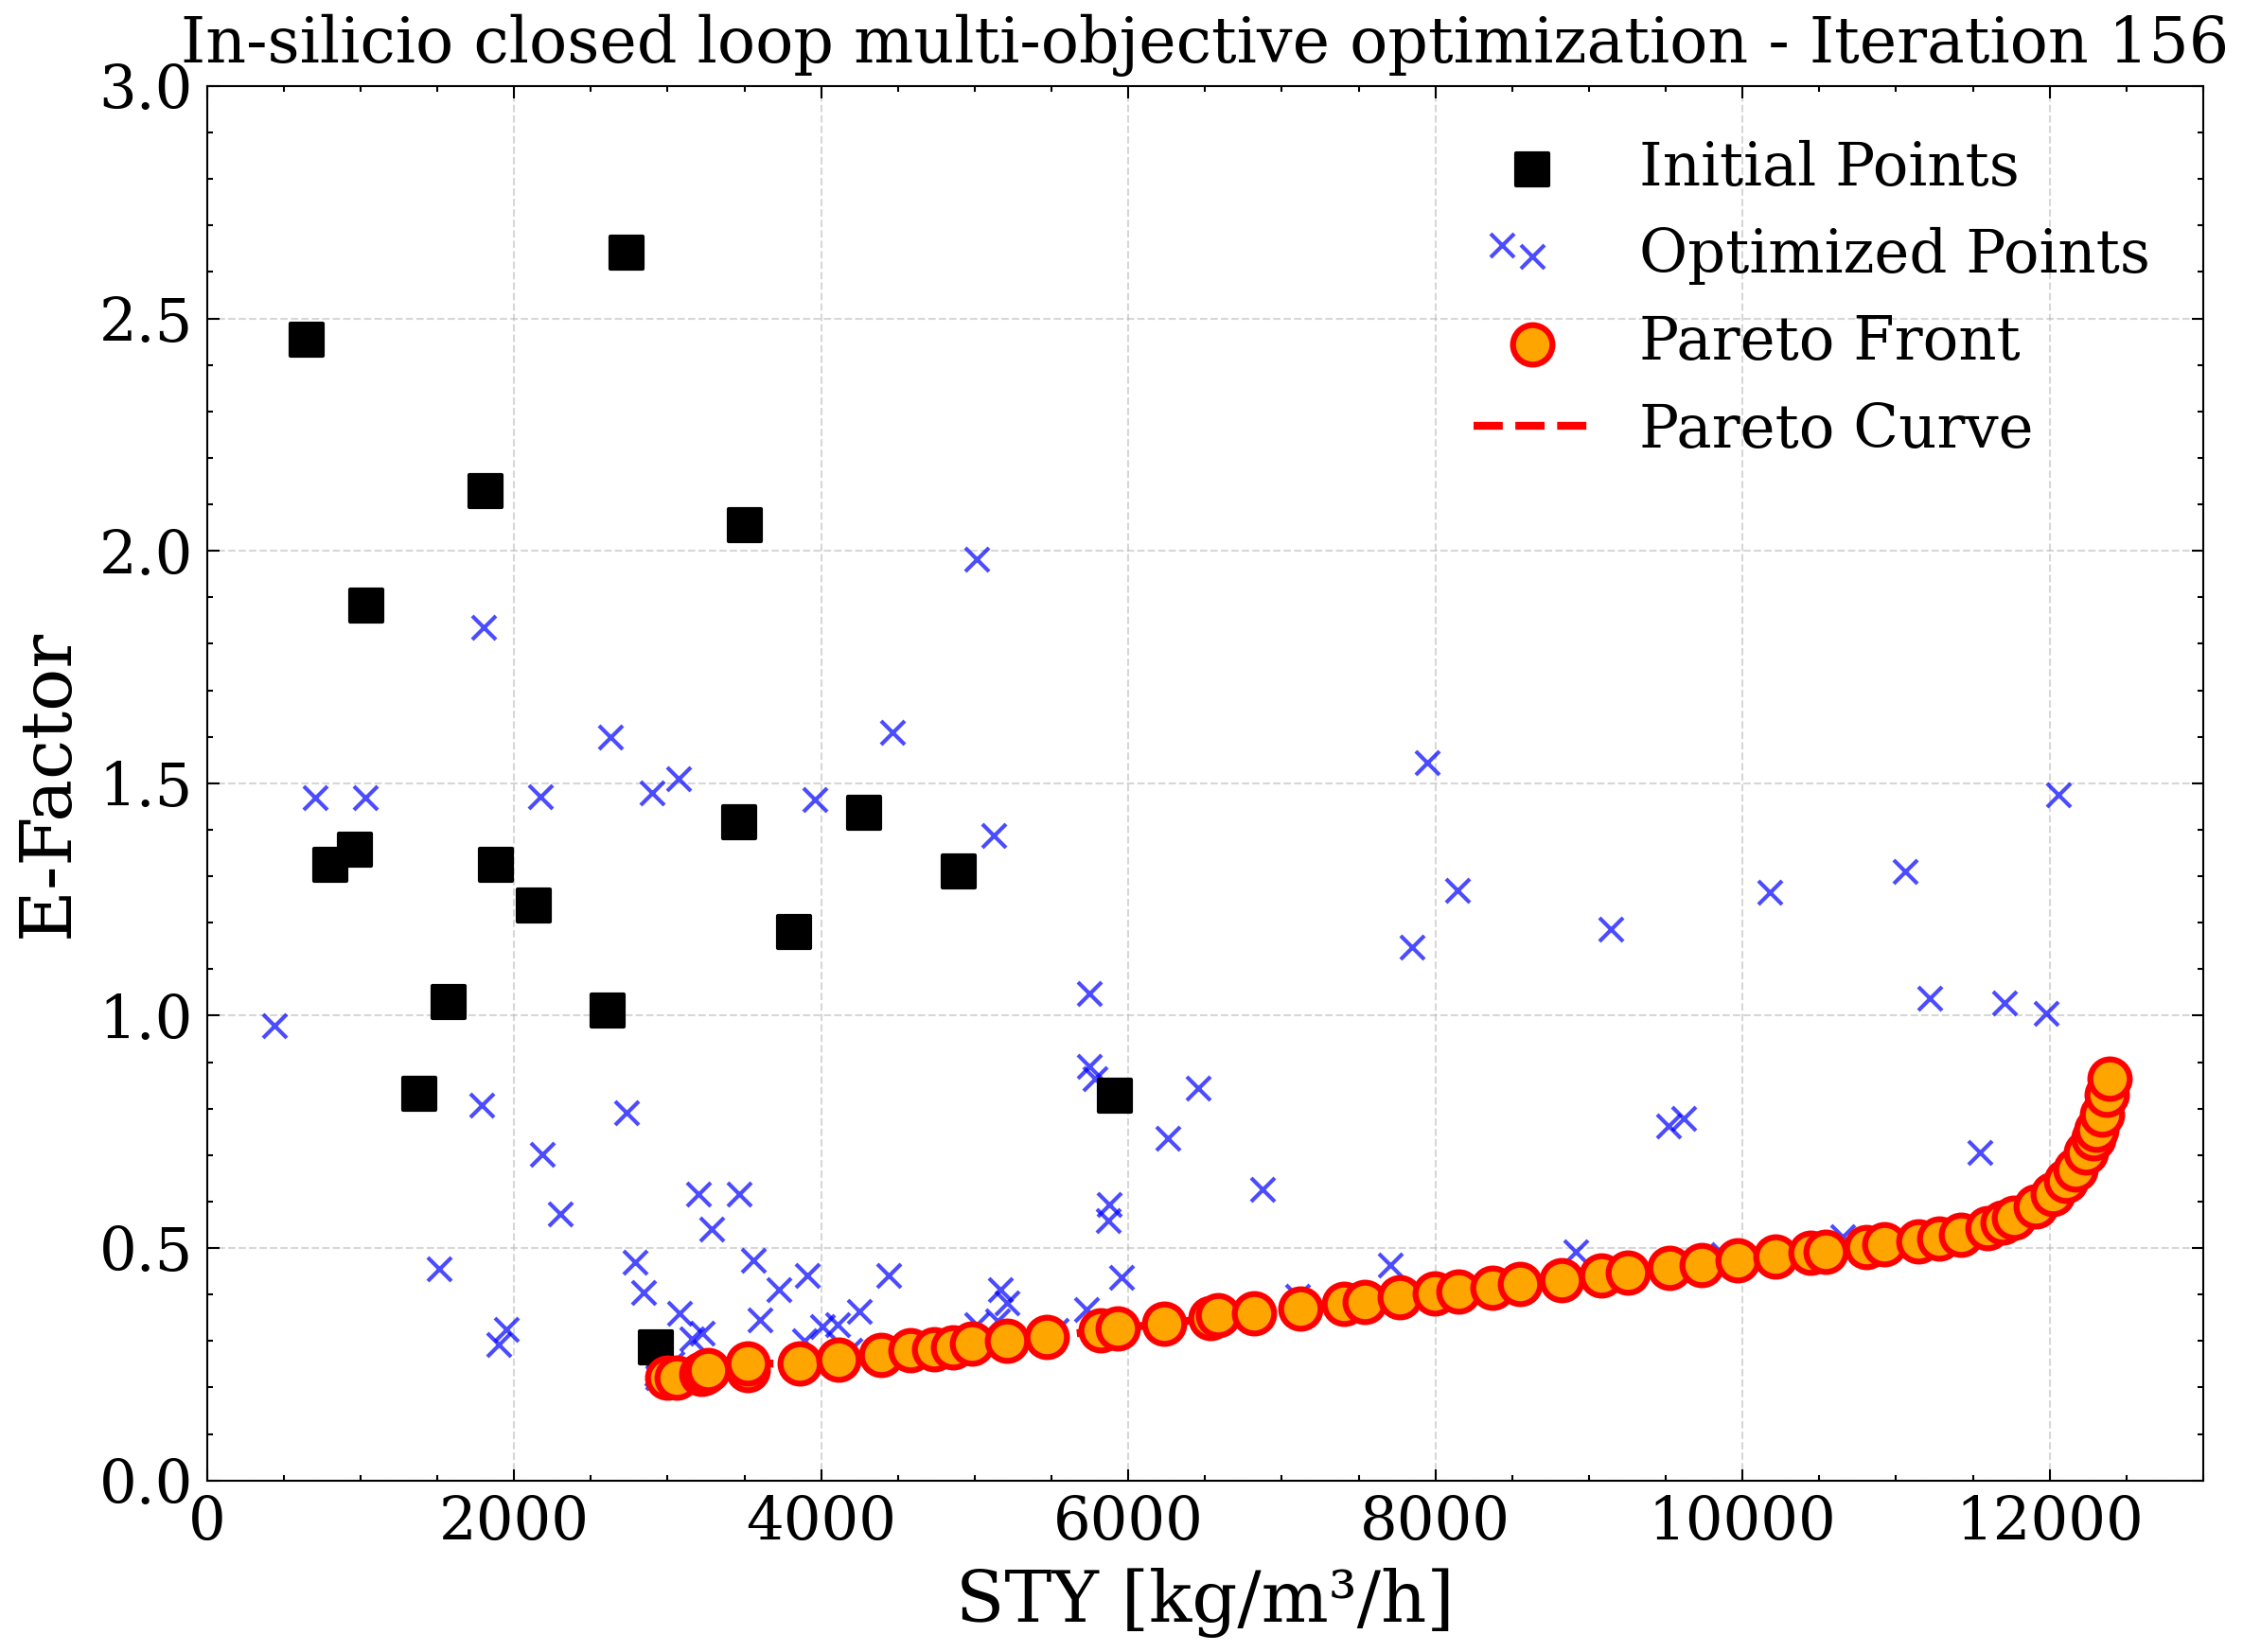 In-silicio closed loop multi-objective optimization - Iteration 156
3.0
2.5
2.0
1.5
1.0
0.5
0.0
E-Factor
Initial Points
Optimized Points
Pareto Front
Pareto Curve
0 2000 4000 6000 8000 10000 12000
STY [kg/m³/h]